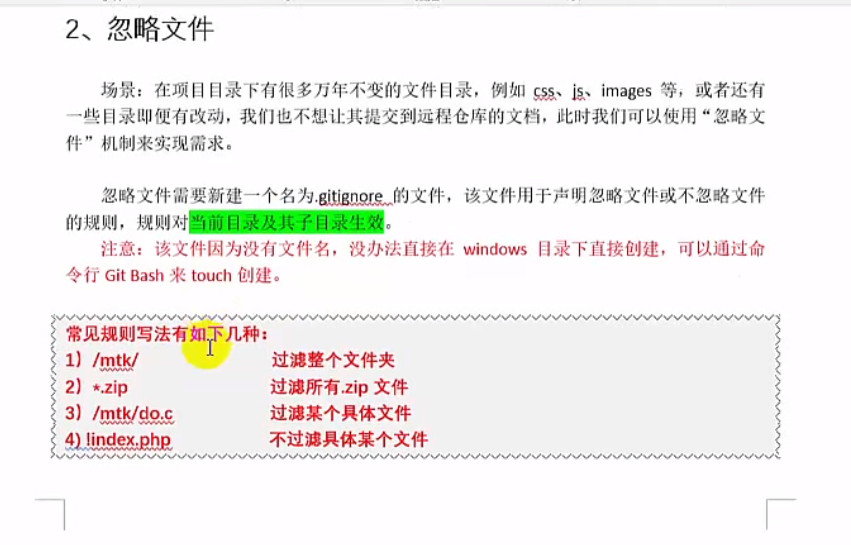 2、忽略文件
场景：在项目目录下有很多万年不变的文件目录，例如 css、js、images 等，或者还有
一些目录即便有改动，我们也不想让其提交到远程仓库的文档，此时我们可以使用“忽略文
件”机制来实现需求。
忽略文件需要新建一个名为.gitignore 的文件，该文件用于声明忽略文件或不忽略文件
的规则，规则对当前目录及其子目录生效。
注意：该文件因为没有文件名，没办法直接在 windows 目录下直接创建，可以通过命
令行 Git Bash 来 touch 创建。
常见规则写法有如下几种：
1）/mtk/ 过滤整个文件夹
2）*.zip 过滤所有.zip 文件
3）/mtk/do.c 过滤某个具体文件
4) !index.php 不过滤具体某个文件